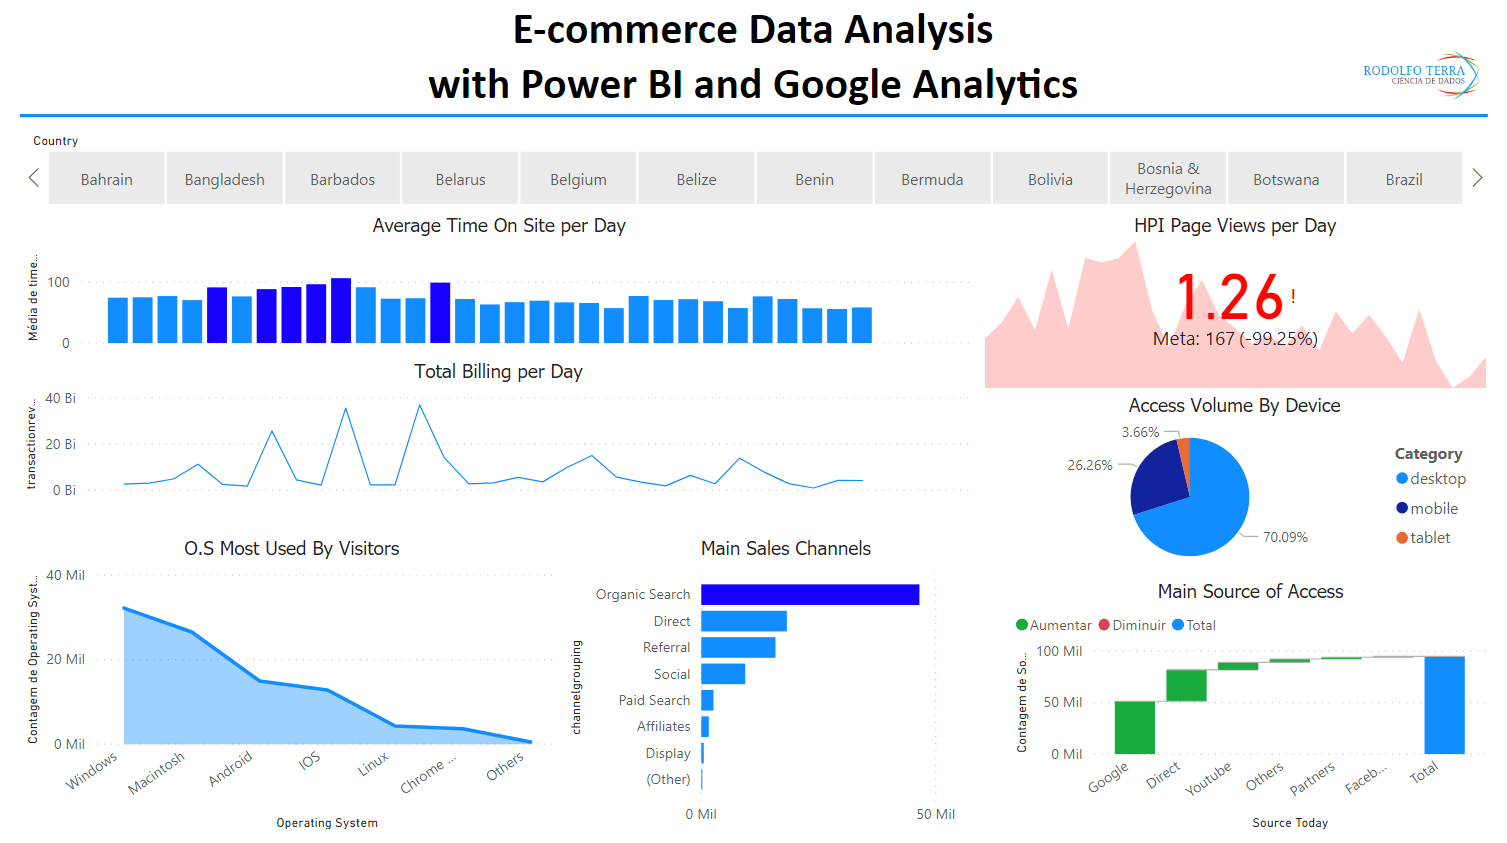 E-commerce Data Analysis
with Power BI and Google Analytics
RODOLFO TERRA
CIÊNCIA DE DADOS
Country
Bahrain
Bangladesh
Barbados
Belarus
Belgium
Belize
Benin
Bermuda
Bolivia
Bosnia &
Herzegovina
Botswana
Brazil
Average Time On Site per Day
Média de time...
100
0
HPI Page Views per Day
1.26!
Meta: 167 (-99.25%)
Total Billing per Day
transactionrev...
40 Bi
20 Bi
0 Bi
Access Volume By Device
3.66%
26.26%
70.09%
Category
desktop
mobile
tablet
O.S Most Used By Visitors
Contagem de Operating Syst...
40 Mil
20 Mil
0 Mil
Windows
Macintosh
Android
IOS
Linux
Chrome ...
Others
Operating System
Main Sales Channels
channelgrouping
Organic Search
Direct
Referral
Social
Paid Search
Affiliates
Display
(Other)
0 Mil
50 Mil
Main Source of Access
Aumentar
Diminuir
Total
Contagem de So...
100 Mil
50 Mil
0 Mil
Google
Direct
Youtube
Others
Partners
Faceb...
Total
Source Today